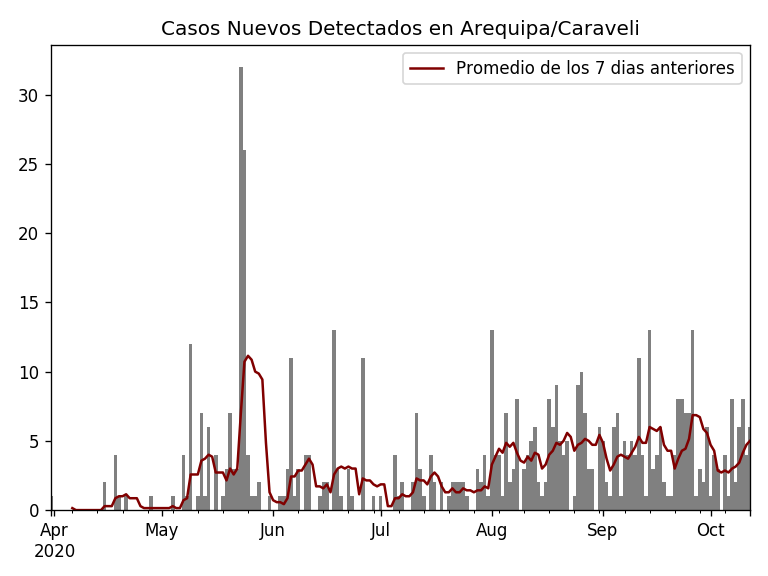 Casos Nuevos Detectados en Arequipa/Caraveli
Promedio de los 7 dias anteriores
30
25
20
15
10
5
0
Apr May Jun Jul Aug Sep Oct
2020